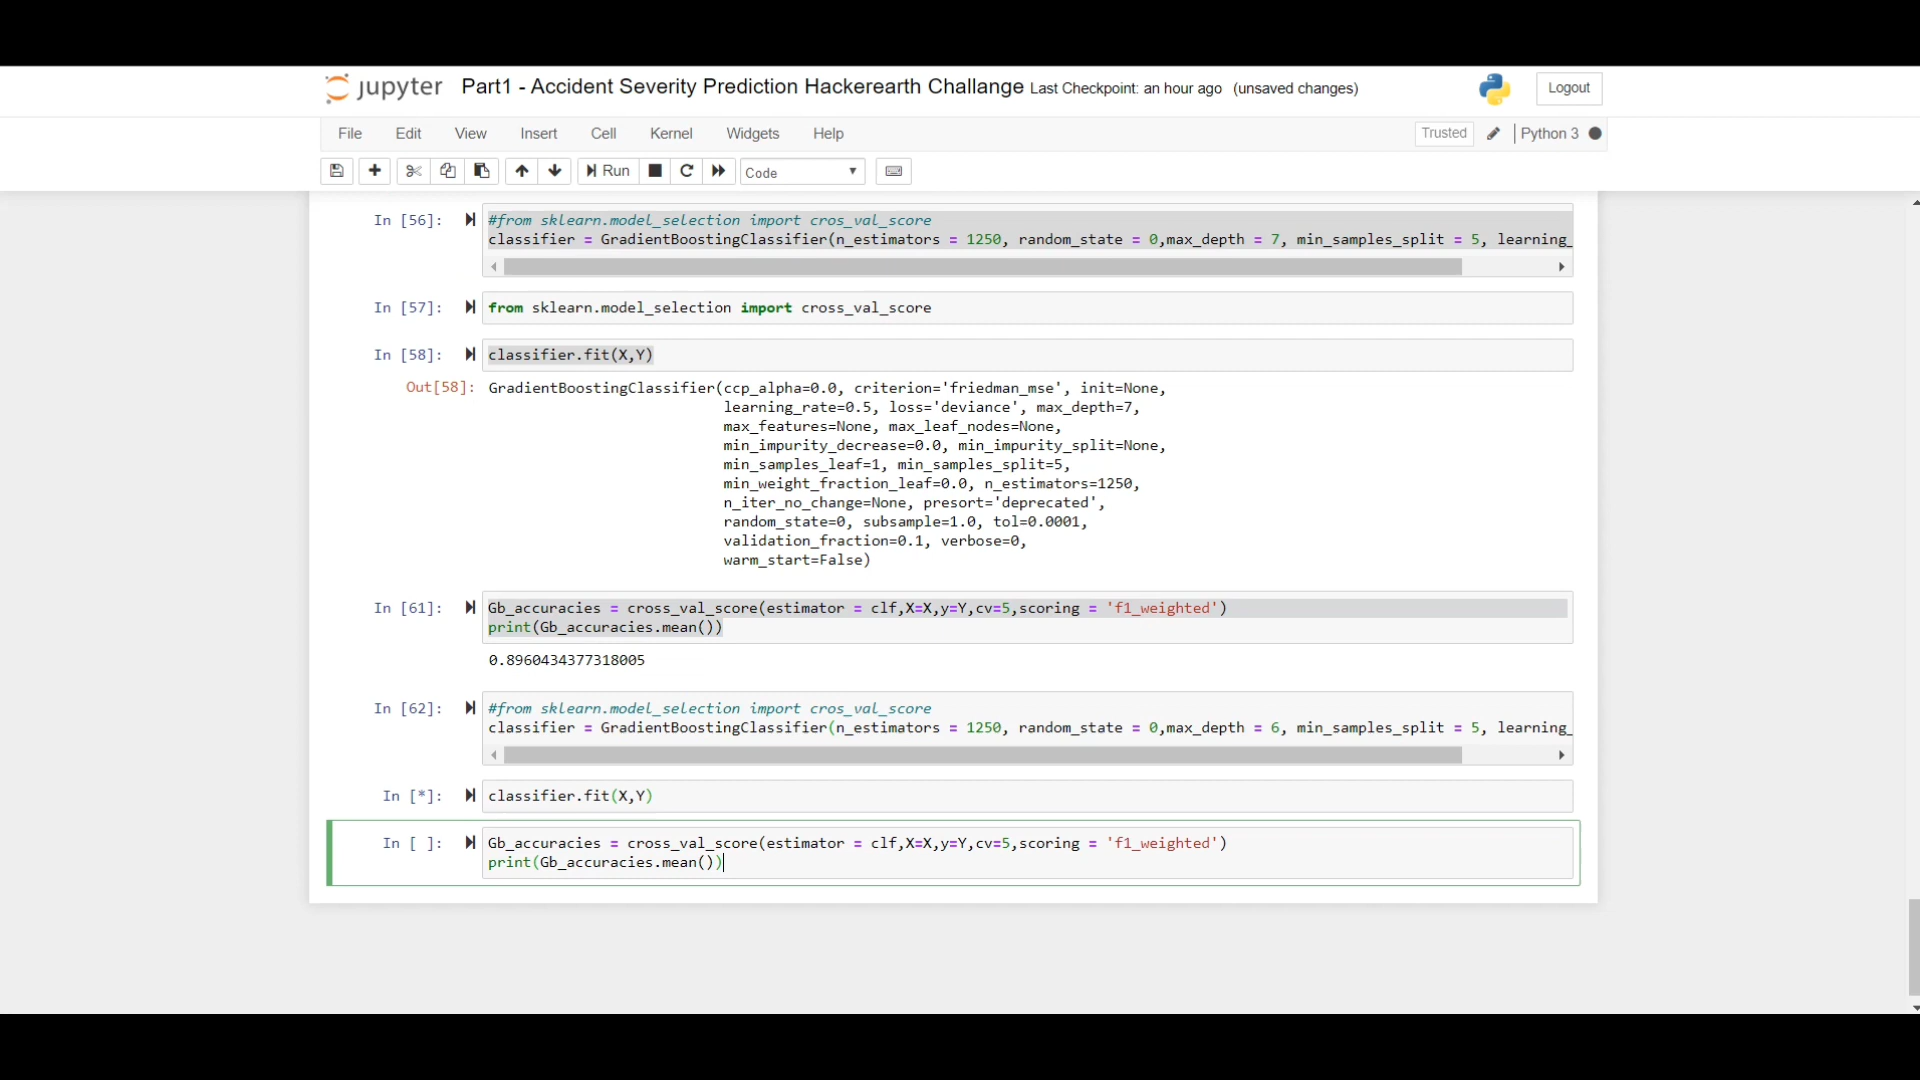 jupyter Part1 - Accident Severity Prediction Hackerearth Challange Last Checkpoint: an hour ago (unsaved changes) Logout
File Edit View Insert Cell Kernel Widgets Help Trusted Python 3
Run Code
In [56]: #from sklearn.model_selection import cros_val_score
classifier = GradientBoostingClassifier(n_estimators = 1250, random_state = 0,max_depth = 7, min_samples_split = 5, learning_
In [57]: from sklearn.model_selection import cross_val_score
In [58]: classifier.fit(X,Y)
Out[58]: GradientBoostingClassifier(ccp_alpha=0.0, criterion='friedman_mse', init=None,
learning_rate=0.5, loss='deviance', max_depth=7,
max_features=None, max_leaf_nodes=None,
min_impurity_decrease=0.0, min_impurity_split=None,
min_samples_leaf=1, min_samples_split=5,
min_weight_fraction_leaf=0.0, n_estimators=1250,
n_iter_no_change=None, presort='deprecated',
random_state=0, subsample=1.0, tol=0.0001,
validation_fraction=0.1, verbose=0,
warm_start=False)
In [61]: Gb_accuracies = cross_val_score(estimator = clf,X=X,y=Y,cv=5,scoring = 'f1_weighted')
print(Gb_accuracies.mean())
0.8960434377318005
In [62]: #from sklearn.model_selection import cros_val_score
classifier = GradientBoostingClassifier(n_estimators = 1250, random_state = 0,max_depth = 6, min_samples_split = 5, learning_
In [*]: classifier.fit(X,Y)
In [ ]: Gb_accuracies = cross_val_score(estimator = clf,X=X,y=Y,cv=5,scoring = 'f1_weighted')
print(Gb_accuracies.mean())